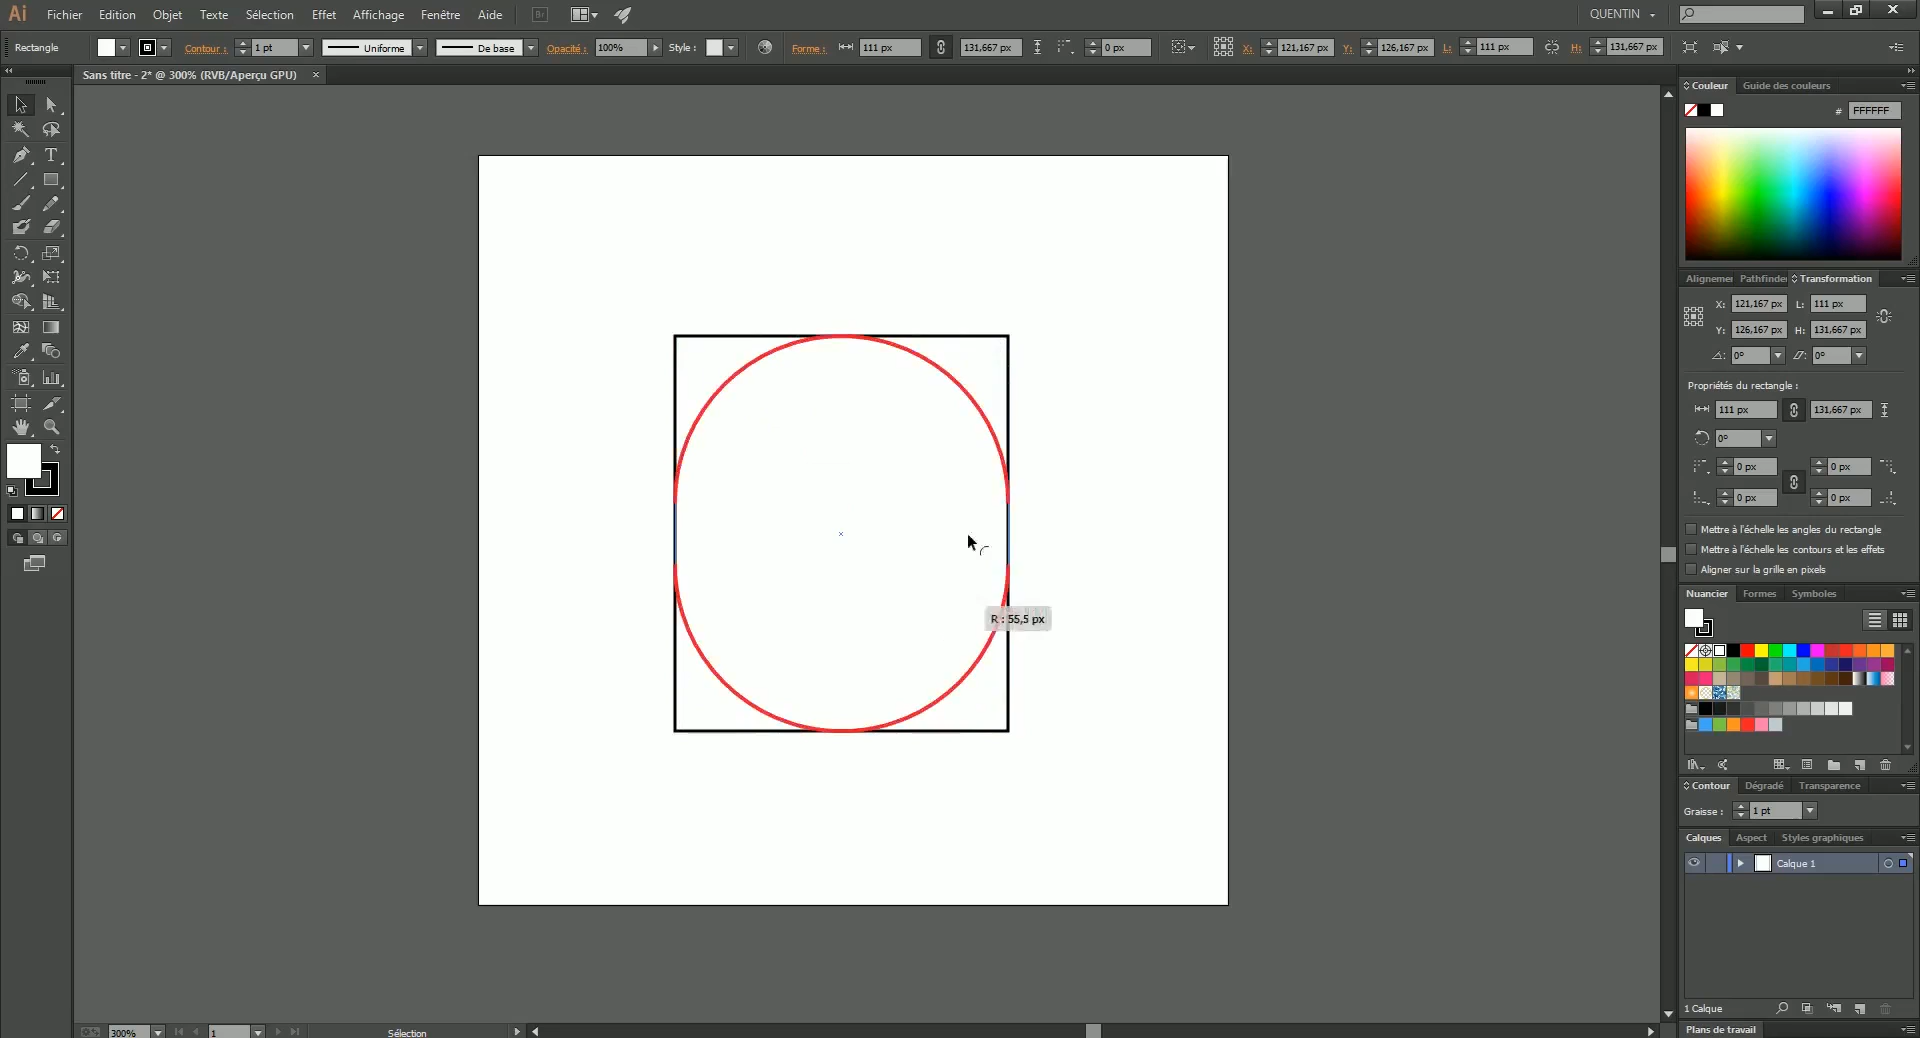 Ai Fichier Edition Objet Texte Sélection Effet Affichage Fenêtre Aide Br QUENTIN
Rectangle Contour : 1 pt Uniforme De base Opacité : 100% Style : Forme : 111 px 131,667 px 0 px X: 121,167 px Y: 126,167 px L: 111 px H: 131,667 px
Sans titre - 2* @ 300% (RVB/Aperçu GPU) ×
Couleur Guide des couleurs
# FFFFFF
Alignemen Pathfinde Transformation
X: 121,167 px L: 111 px
Y: 126,167 px H: 131,667 px
0° 0°
Propriétés du rectangle :
111 px 131,667 px
0°
0 px 0 px
0 px 0 px
Mettre à l'échelle les angles du rectangle
Mettre à l'échelle les contours et les effets
Aligner sur la grille en pixels
R : 55,5 px
Nuancier Formes Symboles
Contour Dégradé Transparence
Graisse : 1 pt
Calques Aspect Styles graphiques
Calque 1
1 Calque
Plans de travail
300% 1 Sélection